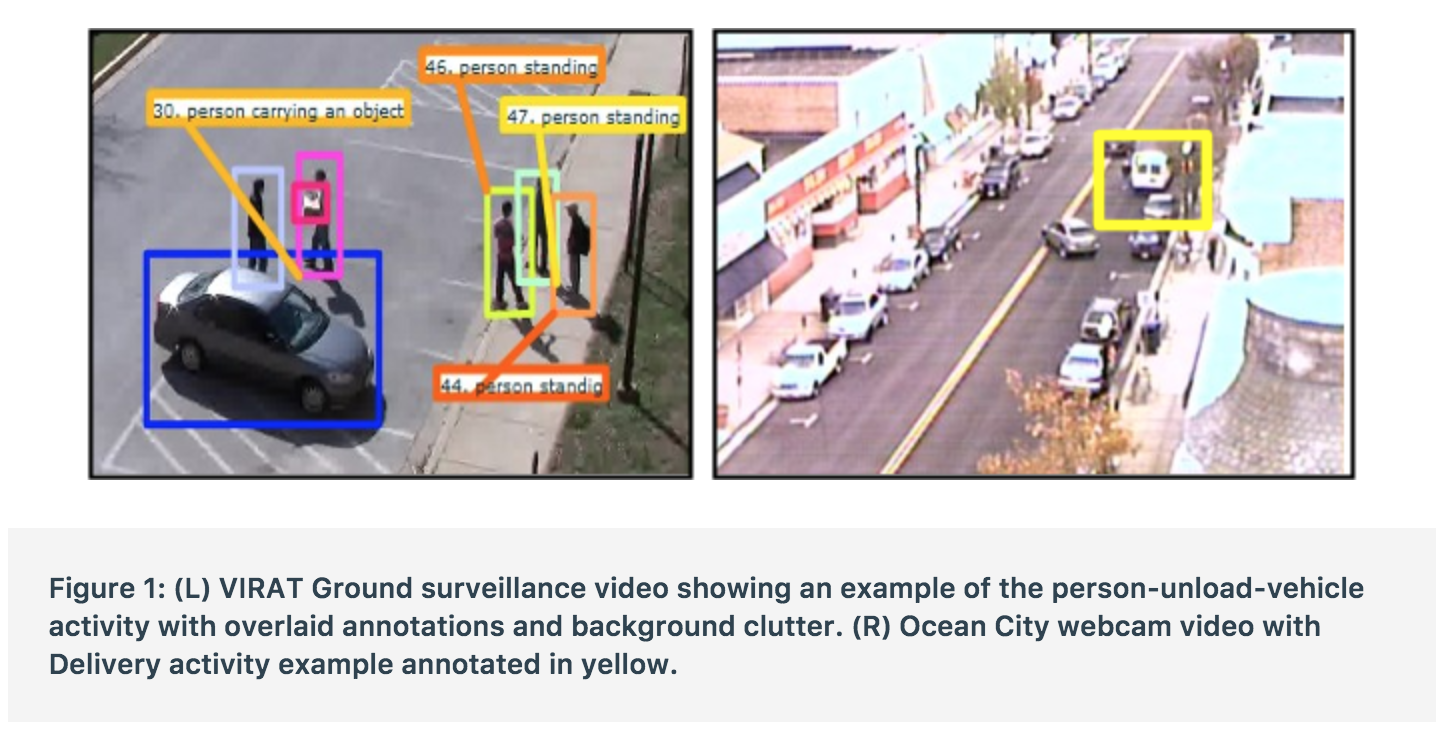 46. person standing
30. person carrying an object
47. person standing
44. person standig
Figure 1: (L) VIRAT Ground surveillance video showing an example of the person-unload-vehicle
activity with overlaid annotations and background clutter. (R) Ocean City webcam video with
Delivery activity example annotated in yellow.